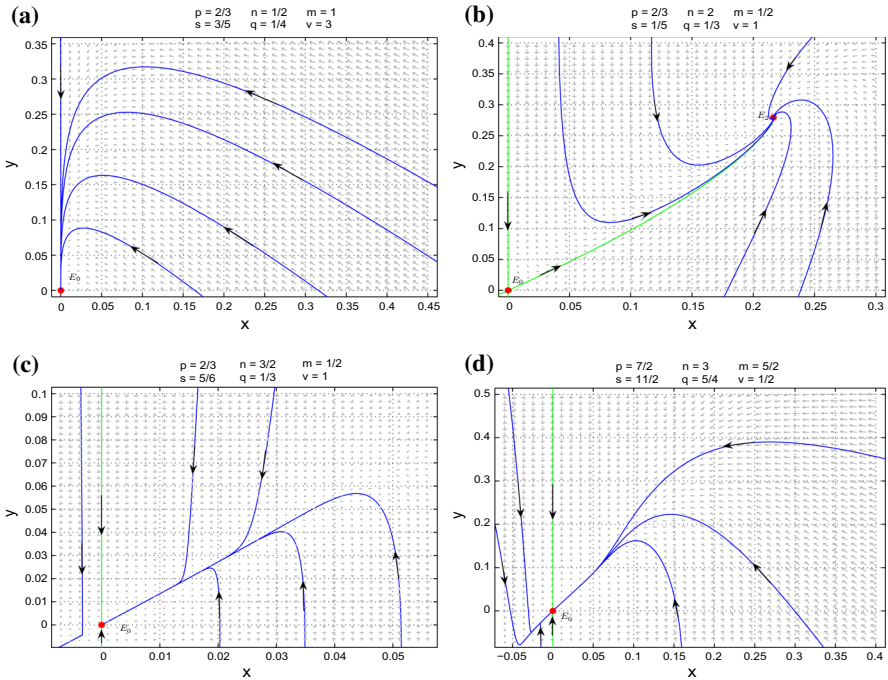 (a)
p = 2/3 n = 1/2 m = 1
s = 3/5 q = 1/4 v = 3
0.35
0.3
0.25
0.2
0.15
0.1
0.05
0
y
E₀
0 0.05 0.1 0.15 0.2 0.25 0.3 0.35 0.4 0.45
x
(b)
p = 2/3 n = 2 m = 1/2
s = 1/5 q = 1/3 v = 1
0.4
0.35
0.3
0.25
0.2
0.15
0.1
0.05
0
y
E₀
0 0.05 0.1 0.15 0.2 0.25 0.3
x
(c)
p = 2/3 n = 3/2 m = 1/2
s = 5/6 q = 1/3 v = 1
0.1
0.09
0.08
0.07
0.06
0.05
0.04
0.03
0.02
0.01
0
y
E₀
0 0.01 0.02 0.03 0.04 0.05
x
(d)
p = 7/2 n = 3 m = 5/2
s = 11/2 q = 5/4 v = 1/2
0.5
0.4
0.3
0.2
0.1
0
y
E₀
−0.05 0 0.05 0.1 0.15 0.2 0.25 0.3 0.35 0.4
x